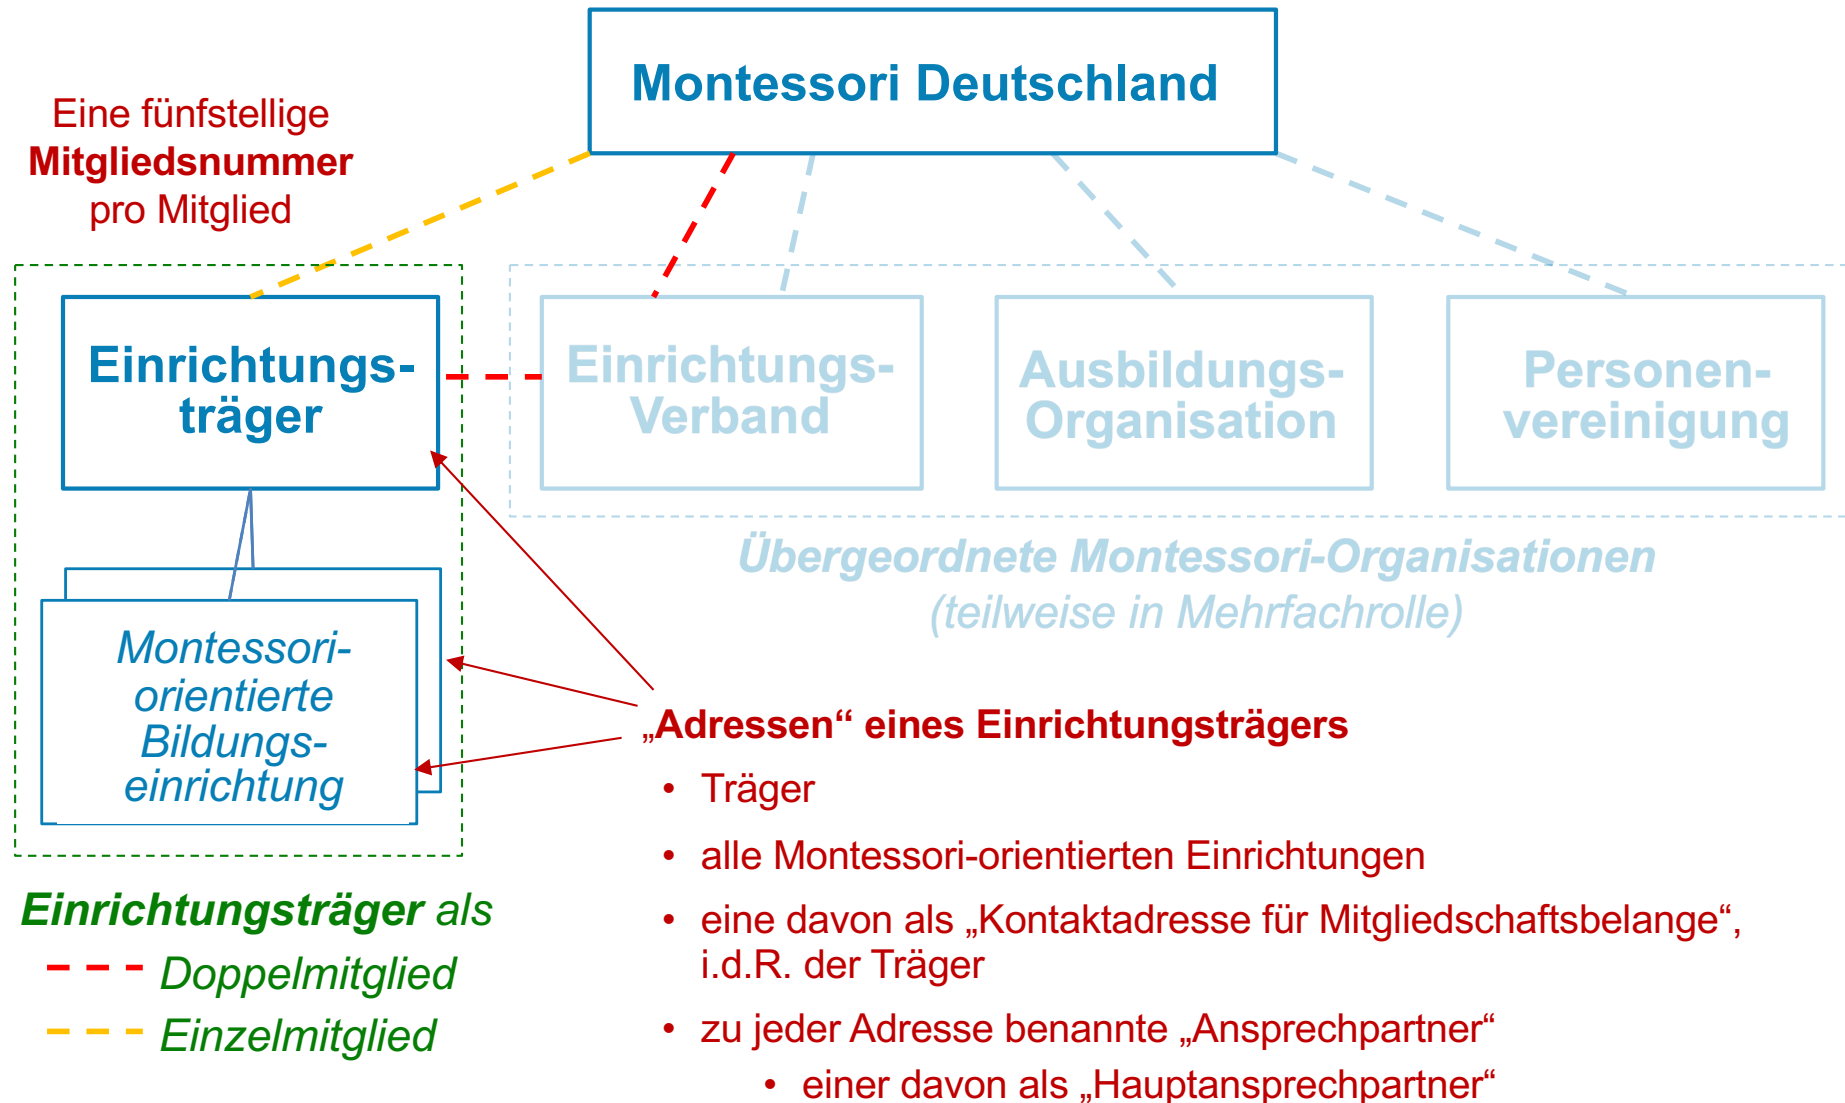 Montessori Deutschland
Eine fünfstellige
Mitgliedsnummer
pro Mitglied
Einrichtungs-
träger
Einrichtungs-
Verband
Ausbildungs-
Organisation
Personen-
vereinigung
Übergeordnete Montessori-Organisationen
(teilweise in Mehrfachrolle)
Montessori-
orientierte
Bildungs-
einrichtung
„Adressen“ eines Einrichtungsträgers
• Träger
• alle Montessori-orientierten Einrichtungen
• eine davon als „Kontaktadresse für Mitgliedschaftsbelange“,
i.d.R. der Träger
• zu jeder Adresse benannte „Ansprechpartner“
• einer davon als „Hauptansprechpartner“
Einrichtungsträger als
Doppelmitglied
Einzelmitglied